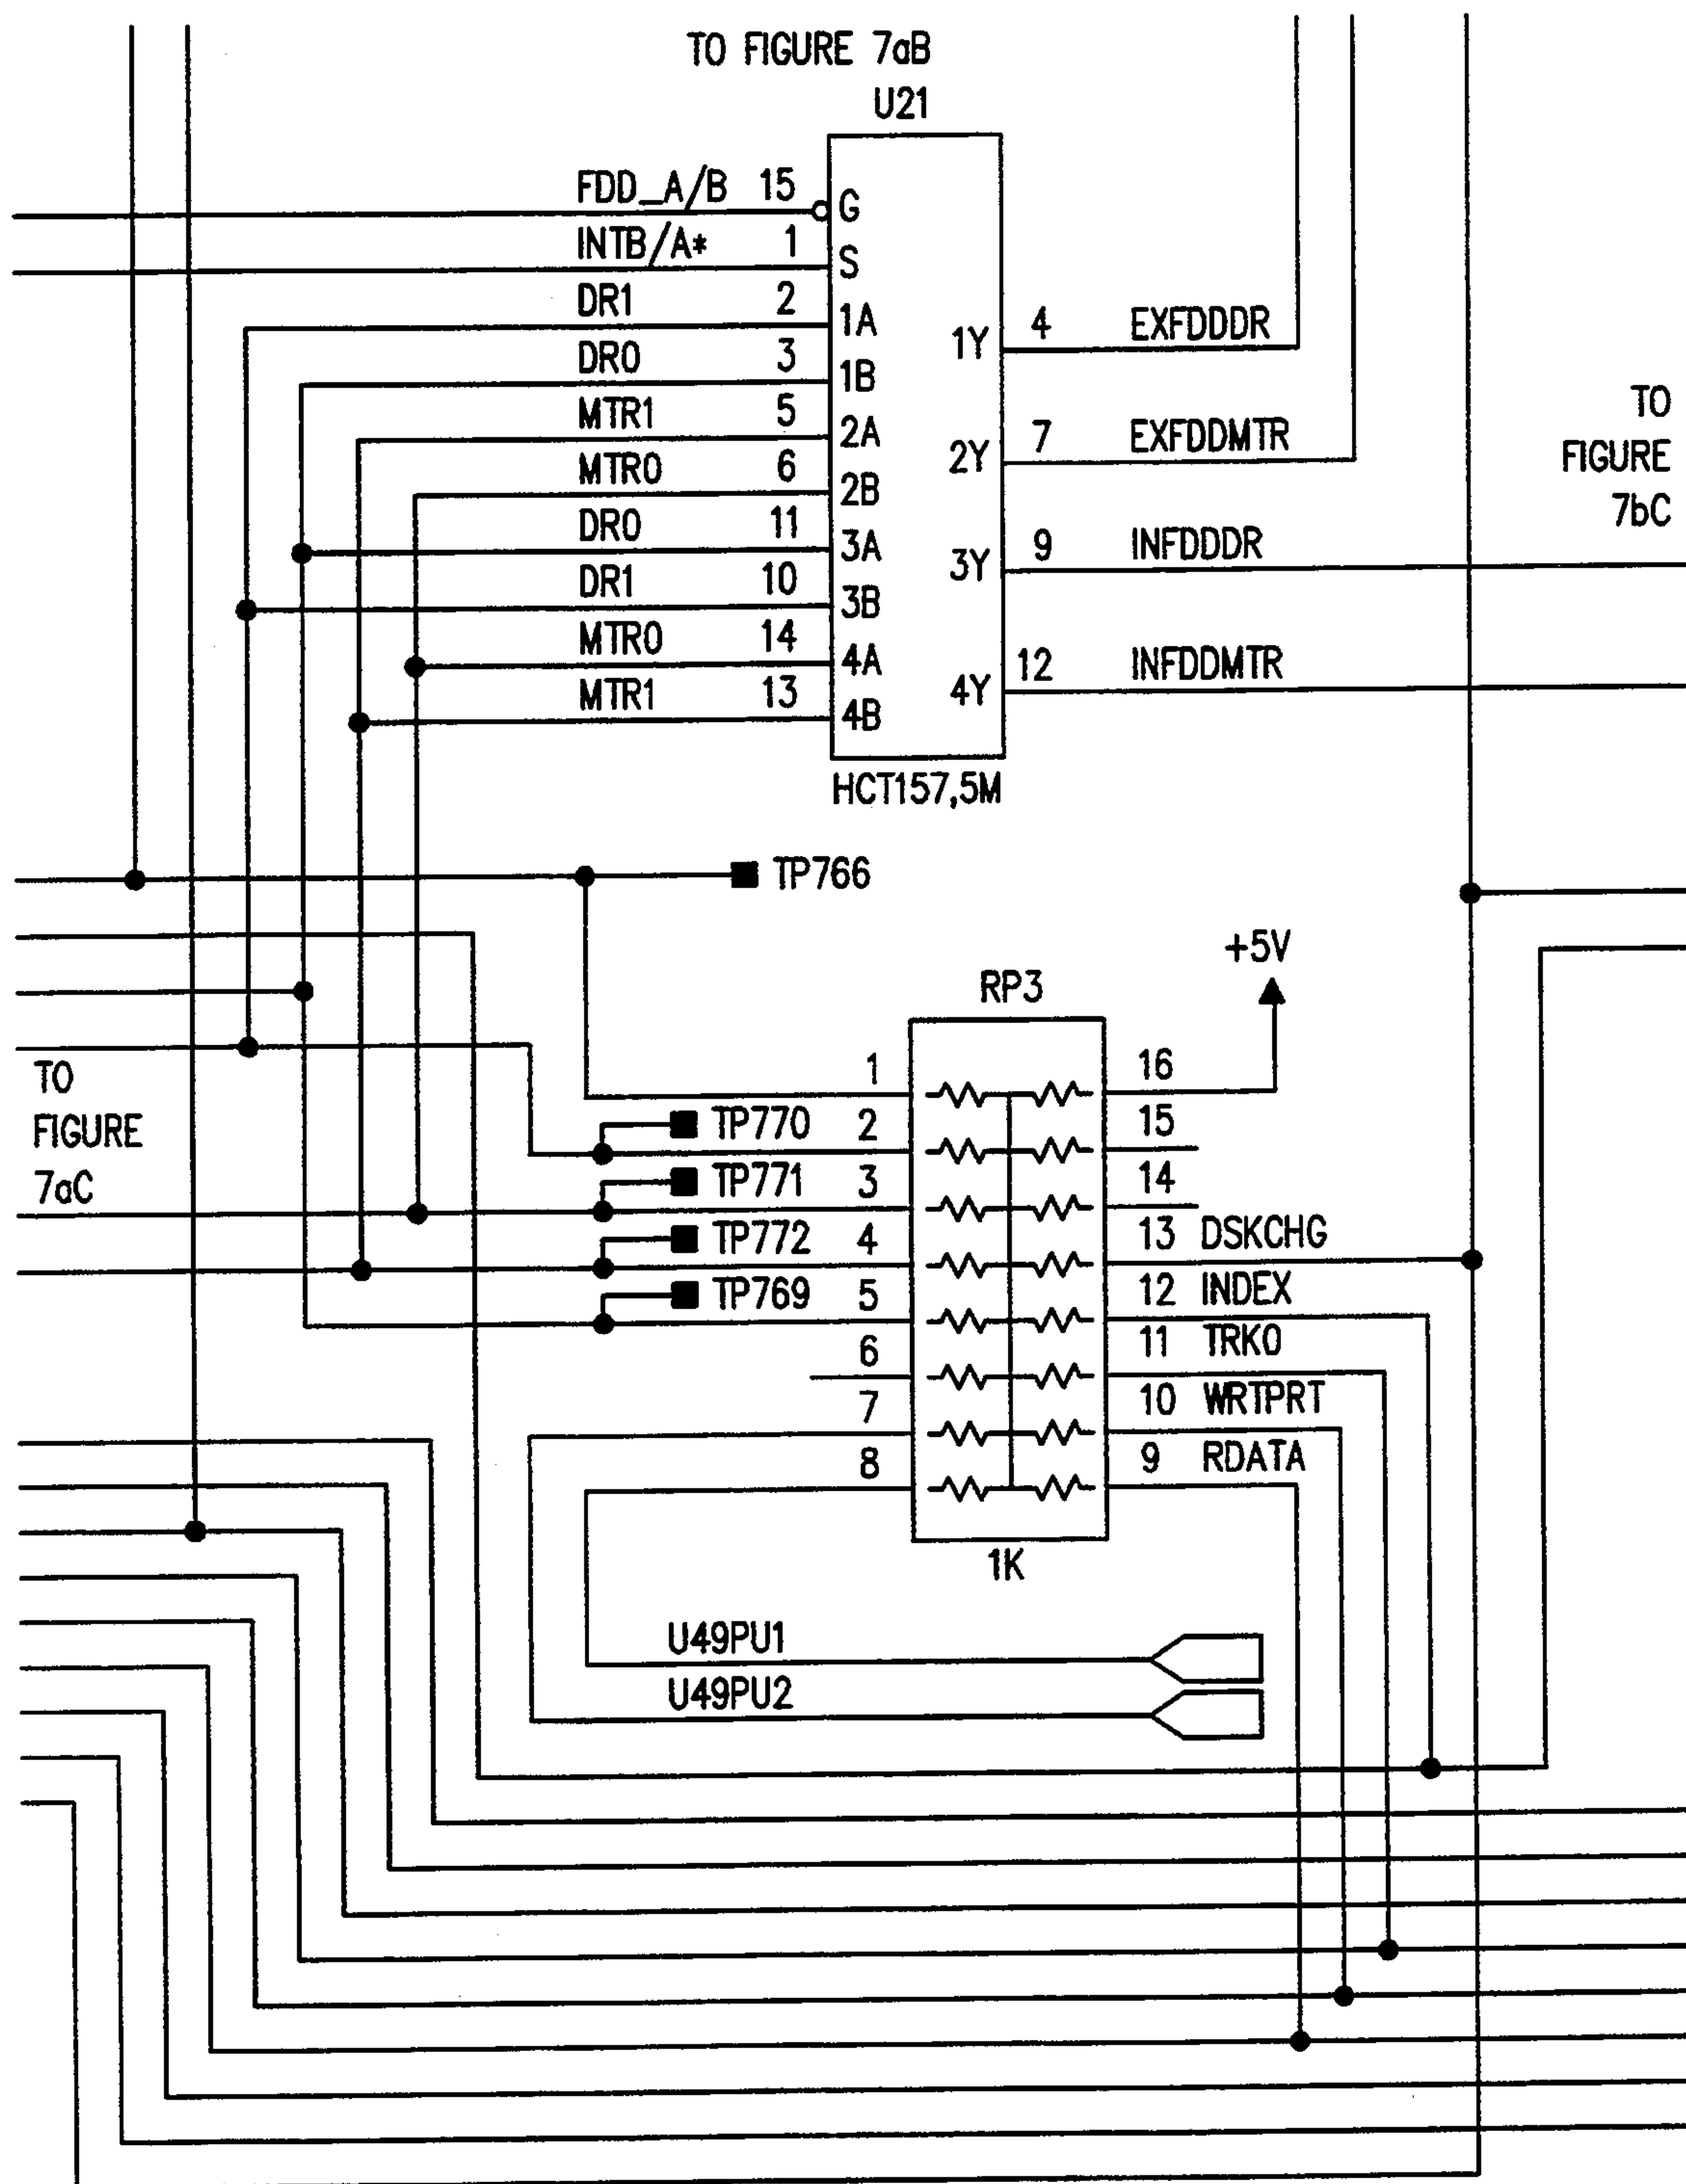 TO FIGURE 7aB
U21
FDD_A/B 15 G
INTB/A* 1 S
DR1 2 1A
DR0 3 1B
MTR1 5 2A
MTR0 6 2B
DR0 11 3A
DR1 10 3B
MTR0 14 4A
MTR1 13 4B
1Y 4 EXFDDDR
2Y 7 EXFDDMTR
3Y 9 INFDDDR
4Y 12 INFDDMTR
HCT157,5M
TO
FIGURE
7bC
TP766
+5V
RP3
TO
FIGURE
7aC
1 16
TP770 2 15
TP771 3 14
TP772 4 13 DSKCHG
TP769 5 12 INDEX
6 11 TRK0
7 10 WRTPRT
8 9 RDATA
1K
U49PU1
U49PU2